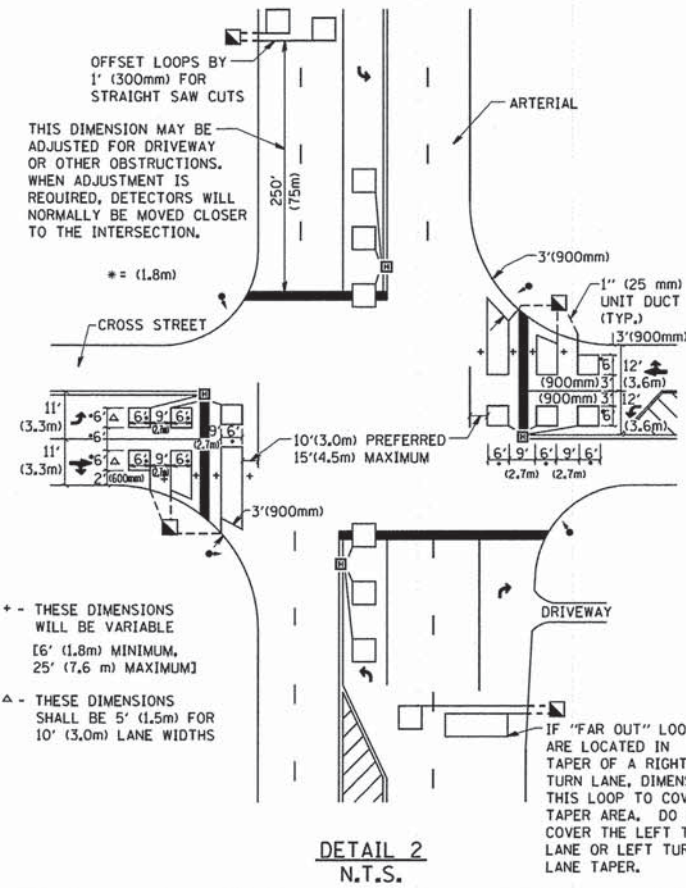 OFFSET LOOPS BY
1' (300mm) FOR
STRAIGHT SAW CUTS
THIS DIMENSION MAY BE
ADJUSTED FOR DRIVEWAY
OR OTHER OBSTRUCTIONS.
WHEN ADJUSTMENT IS
REQUIRED, DETECTORS WILL
NORMALLY BE MOVED CLOSER
TO THE INTERSECTION.
250'
(75m)
* = (1.8m)
ARTERIAL
CROSS STREET
H
3'(900mm)
1" (25 mm)
UNIT DUCT
(TYP.)
3'(900mm)
6'
12'
(3.6m)
(900mm) 3'
(900mm) 3'
6'
12'
(3.6m)
H
6' 9' 6' 9' 6'
(2.7m) (2.7m)
10'(3.0m) PREFERRED
15'(4.5m) MAXIMUM
H
11'
(3.3m)
*6' △ 6' 9' 6'
*6'
9' 6'
(2.7m)
11'
(3.3m)
*6' △ 6' 9' 6'
2' (600mm)
3'(900mm)
H
DRIVEWAY
+ - THESE DIMENSIONS
WILL BE VARIABLE
[6' (1.8m) MINIMUM,
25' (7.6 m) MAXIMUM]
△ - THESE DIMENSIONS
SHALL BE 5' (1.5m) FOR
10' (3.0m) LANE WIDTHS
IF "FAR OUT" LOO
ARE LOCATED IN
TAPER OF A RIGHT
TURN LANE, DIMENS
THIS LOOP TO COV
TAPER AREA. DO
COVER THE LEFT T
LANE OR LEFT TUR
LANE TAPER.
DETAIL 2
N.T.S.